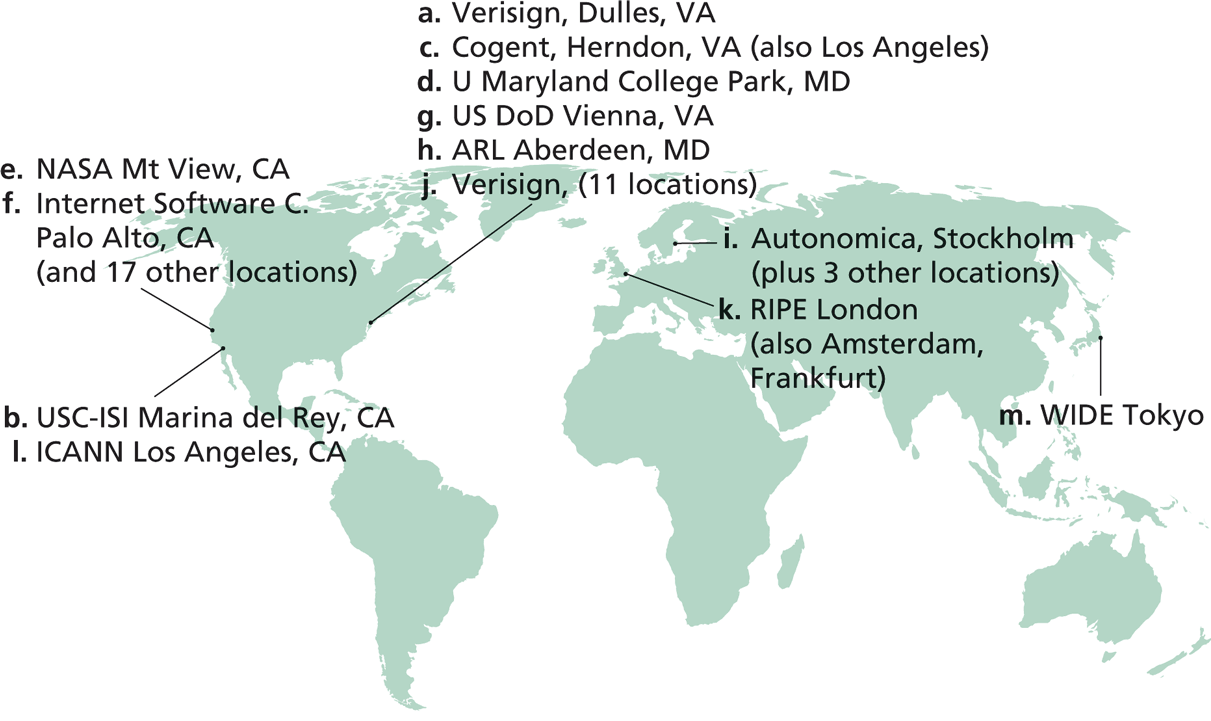 a. Verisign, Dulles, VA
c. Cogent, Herndon, VA (also Los Angeles)
d. U Maryland College Park, MD
g. US DoD Vienna, VA
h. ARL Aberdeen, MD
j. Verisign, (11 locations)
e. NASA Mt View, CA
f. Internet Software C.
Palo Alto, CA
(and 17 other locations)
i. Autonomica, Stockholm
(plus 3 other locations)
k. RIPE London
(also Amsterdam,
Frankfurt)
m. WIDE Tokyo
b. USC-ISI Marina del Rey, CA
l. ICANN Los Angeles, CA